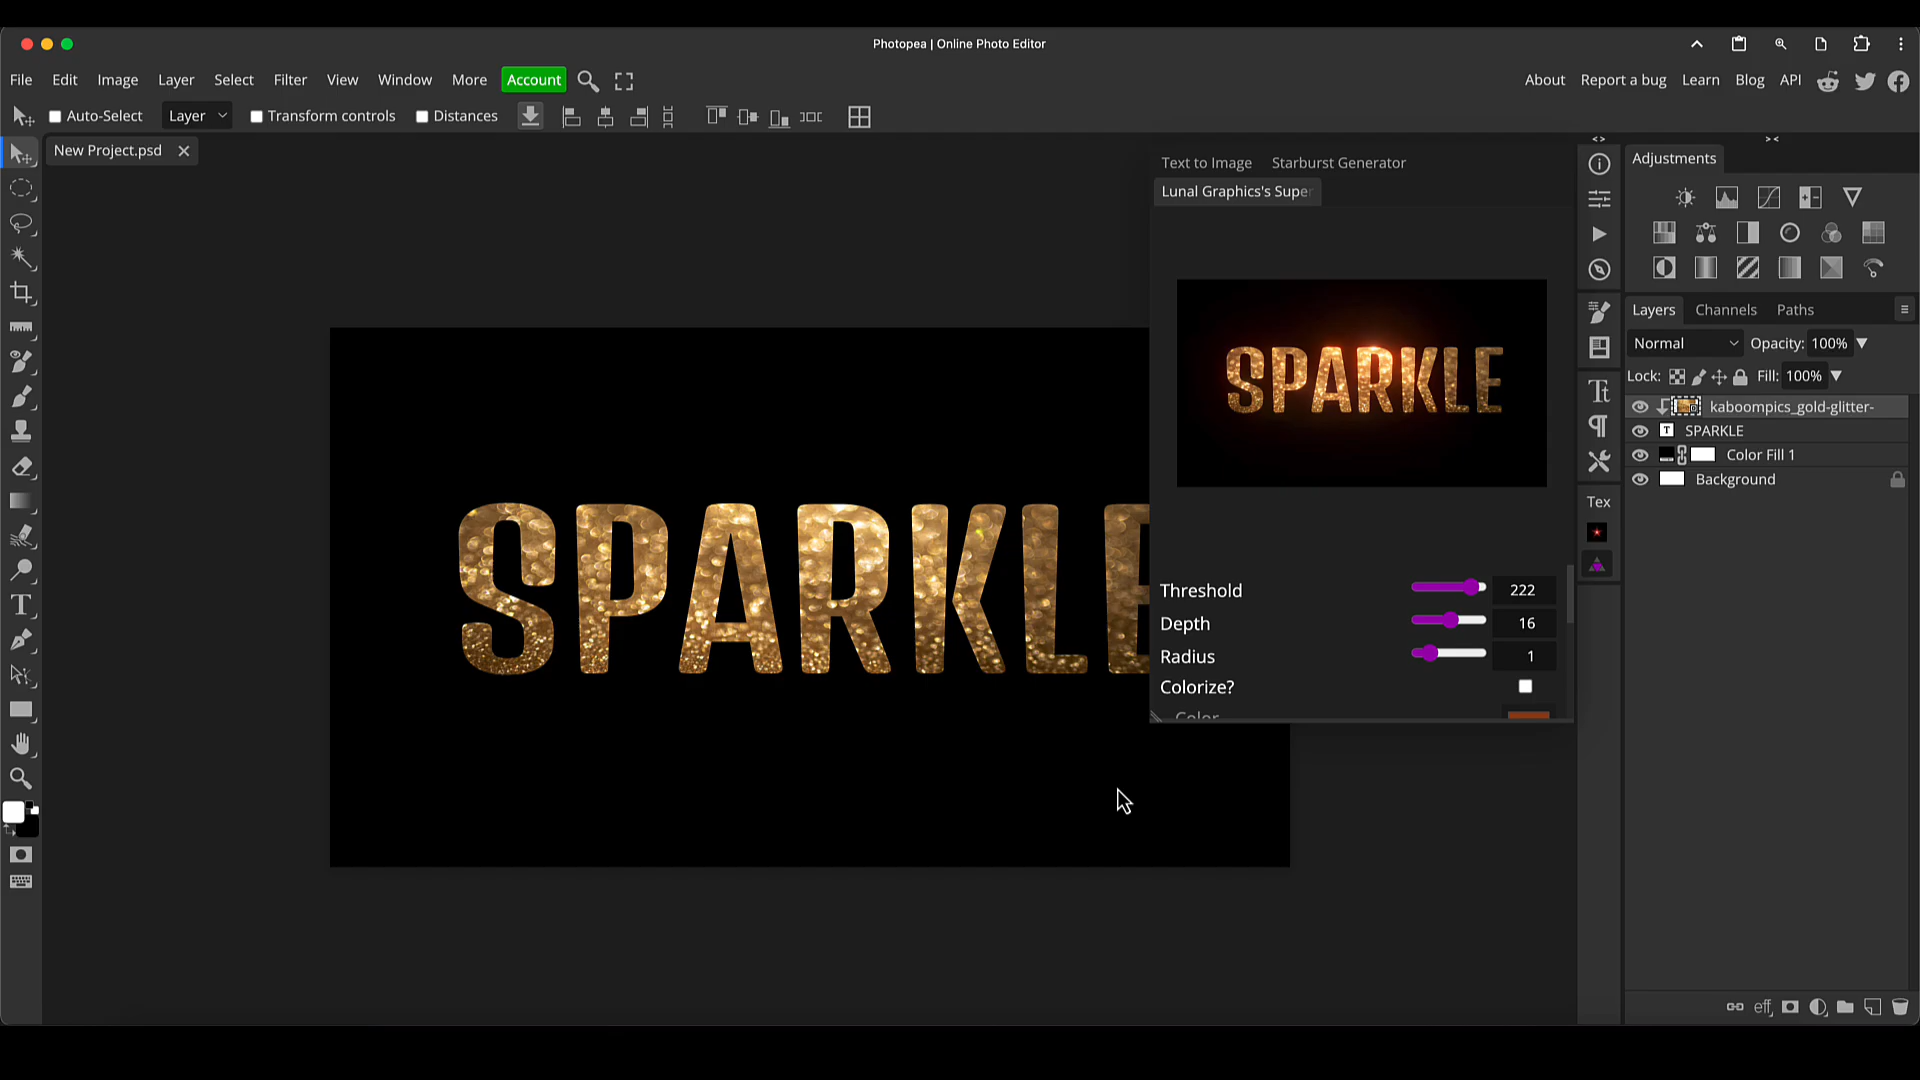 Photopea | Online Photo Editor
File Edit Image Layer Select Filter View Window More Account About Report a bug Learn Blog API
Auto-Select Layer Transform controls Distances
New Project.psd
Text to Image Starburst Generator
Lunal Graphics's Super
SPARKLE
SPARKLE
Threshold 222
Depth 16
Radius 1
Colorize?
Color
Tex
Adjustments
Layers Channels Paths
Normal Opacity: 100%
Lock: Fill: 100%
kaboompics_gold-glitter-
T SPARKLE
Color Fill 1
Background
eff